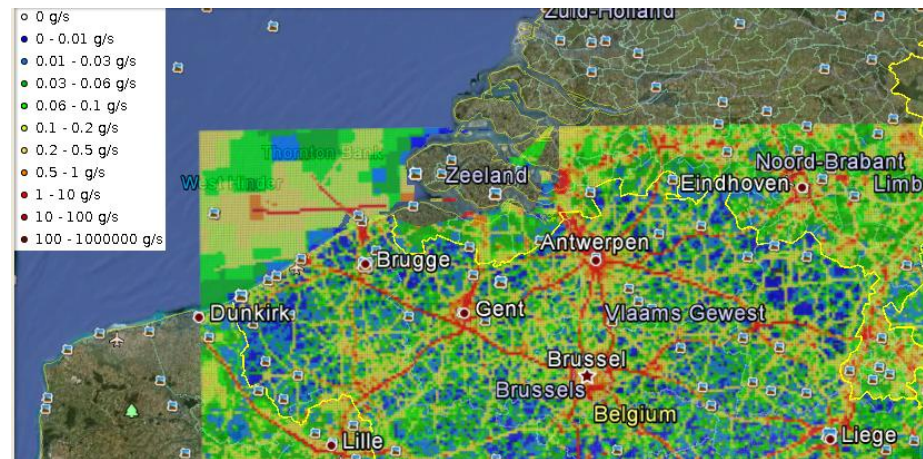 0 g/s
0 - 0.01 g/s
0.01 - 0.03 g/s
0.03 - 0.06 g/s
0.06 - 0.1 g/s
0.1 - 0.2 g/s
0.2 - 0.5 g/s
0.5 - 1 g/s
1 - 10 g/s
10 - 100 g/s
100 - 1000000 g/s
Zuid-Holland
Thornton Bank
West Hinder
Zeeland
Noord-Brabant
Eindhoven
Limb
Antwerpen
Brugge
Dunkirk
Gent
Vlaams Gewest
Brussel
Brussels
Belgium
Lille
Liege